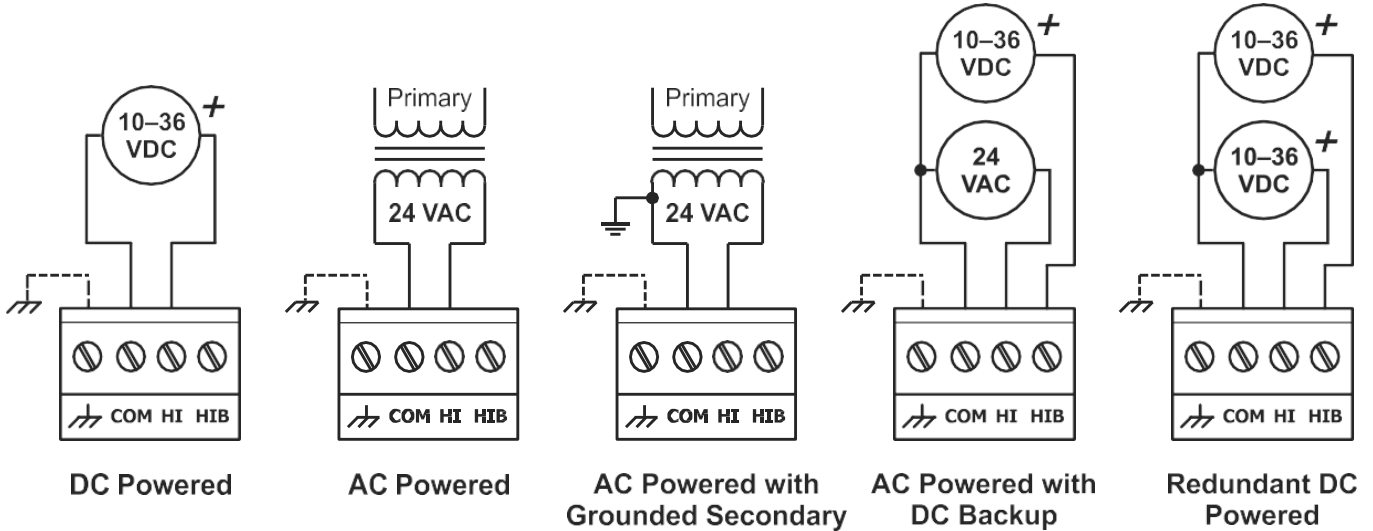 10–36
VDC
+
DC Powered
COM HI HIB
Primary
24 VAC
COM HI HIB
AC Powered
Primary
24 VAC
COM HI HIB
AC Powered with
Grounded Secondary
10–36
VDC
+
24
VAC
COM HI HIB
AC Powered with
DC Backup
10–36
VDC
+
10–36
VDC
+
COM HI HIB
Redundant DC
Powered